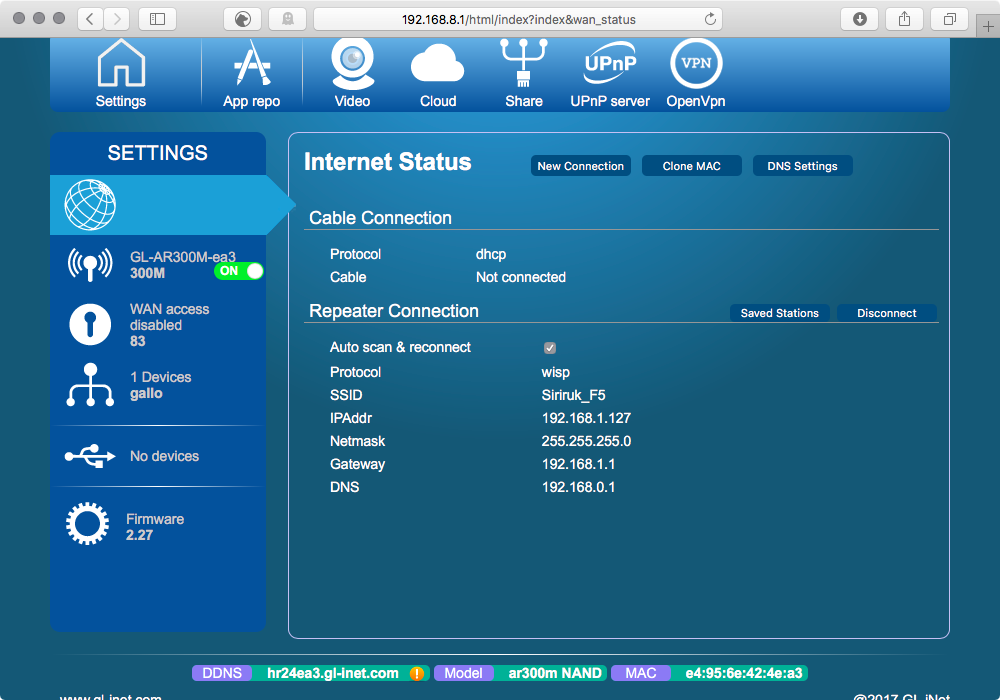 192.168.8.1/html/index?index&wan_status
Settings
App repo
Video
Cloud
Share
UPnP
UPnP server
VPN
OpenVpn
SETTINGS
GL-AR300M-ea3
300M
ON
WAN access
disabled
83
1 Devices
gallo
No devices
Firmware
2.27
Internet Status
New Connection
Clone MAC
DNS Settings
Cable Connection
Protocol dhcp
Cable Not connected
Repeater Connection
Saved Stations
Disconnect
Auto scan & reconnect
Protocol wisp
SSID Siriruk_F5
IPAddr 192.168.1.127
Netmask 255.255.255.0
Gateway 192.168.1.1
DNS 192.168.0.1
DDNS hr24ea3.gl-inet.com ! Model ar300m NAND MAC e4:95:6e:42:4e:a3
www.gl-inet.com @2017 GL-iNet